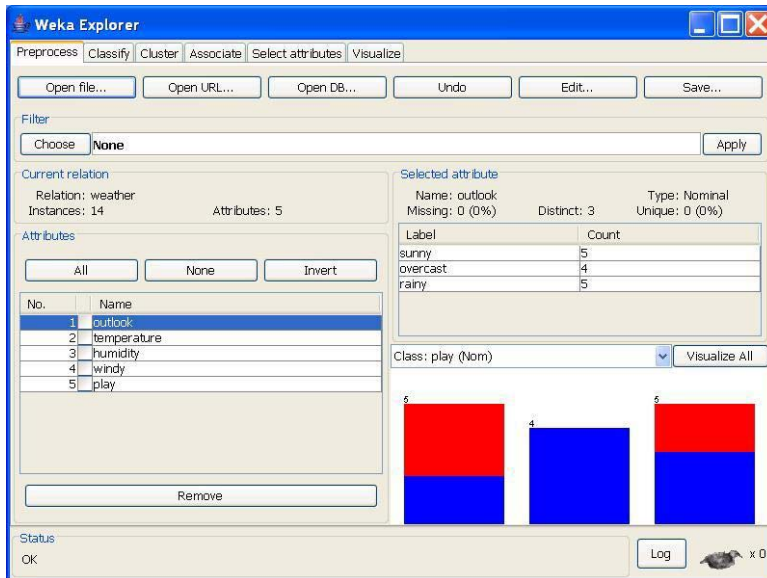 Weka Explorer
Preprocess Classify Cluster Associate Select attributes Visualize
Open file... Open URL... Open DB... Undo Edit... Save...
Filter
Choose None Apply
Current relation
Relation: weather
Instances: 14 Attributes: 5
Attributes
All None Invert
No. Name
1 outlook
2 temperature
3 humidity
4 windy
5 play
Remove
Selected attribute
Name: outlook Type: Nominal
Missing: 0 (0%) Distinct: 3 Unique: 0 (0%)
Label Count
sunny 5
overcast 4
rainy 5
Class: play (Nom) Visualize All
5 4 5
Status
OK
Log x 0